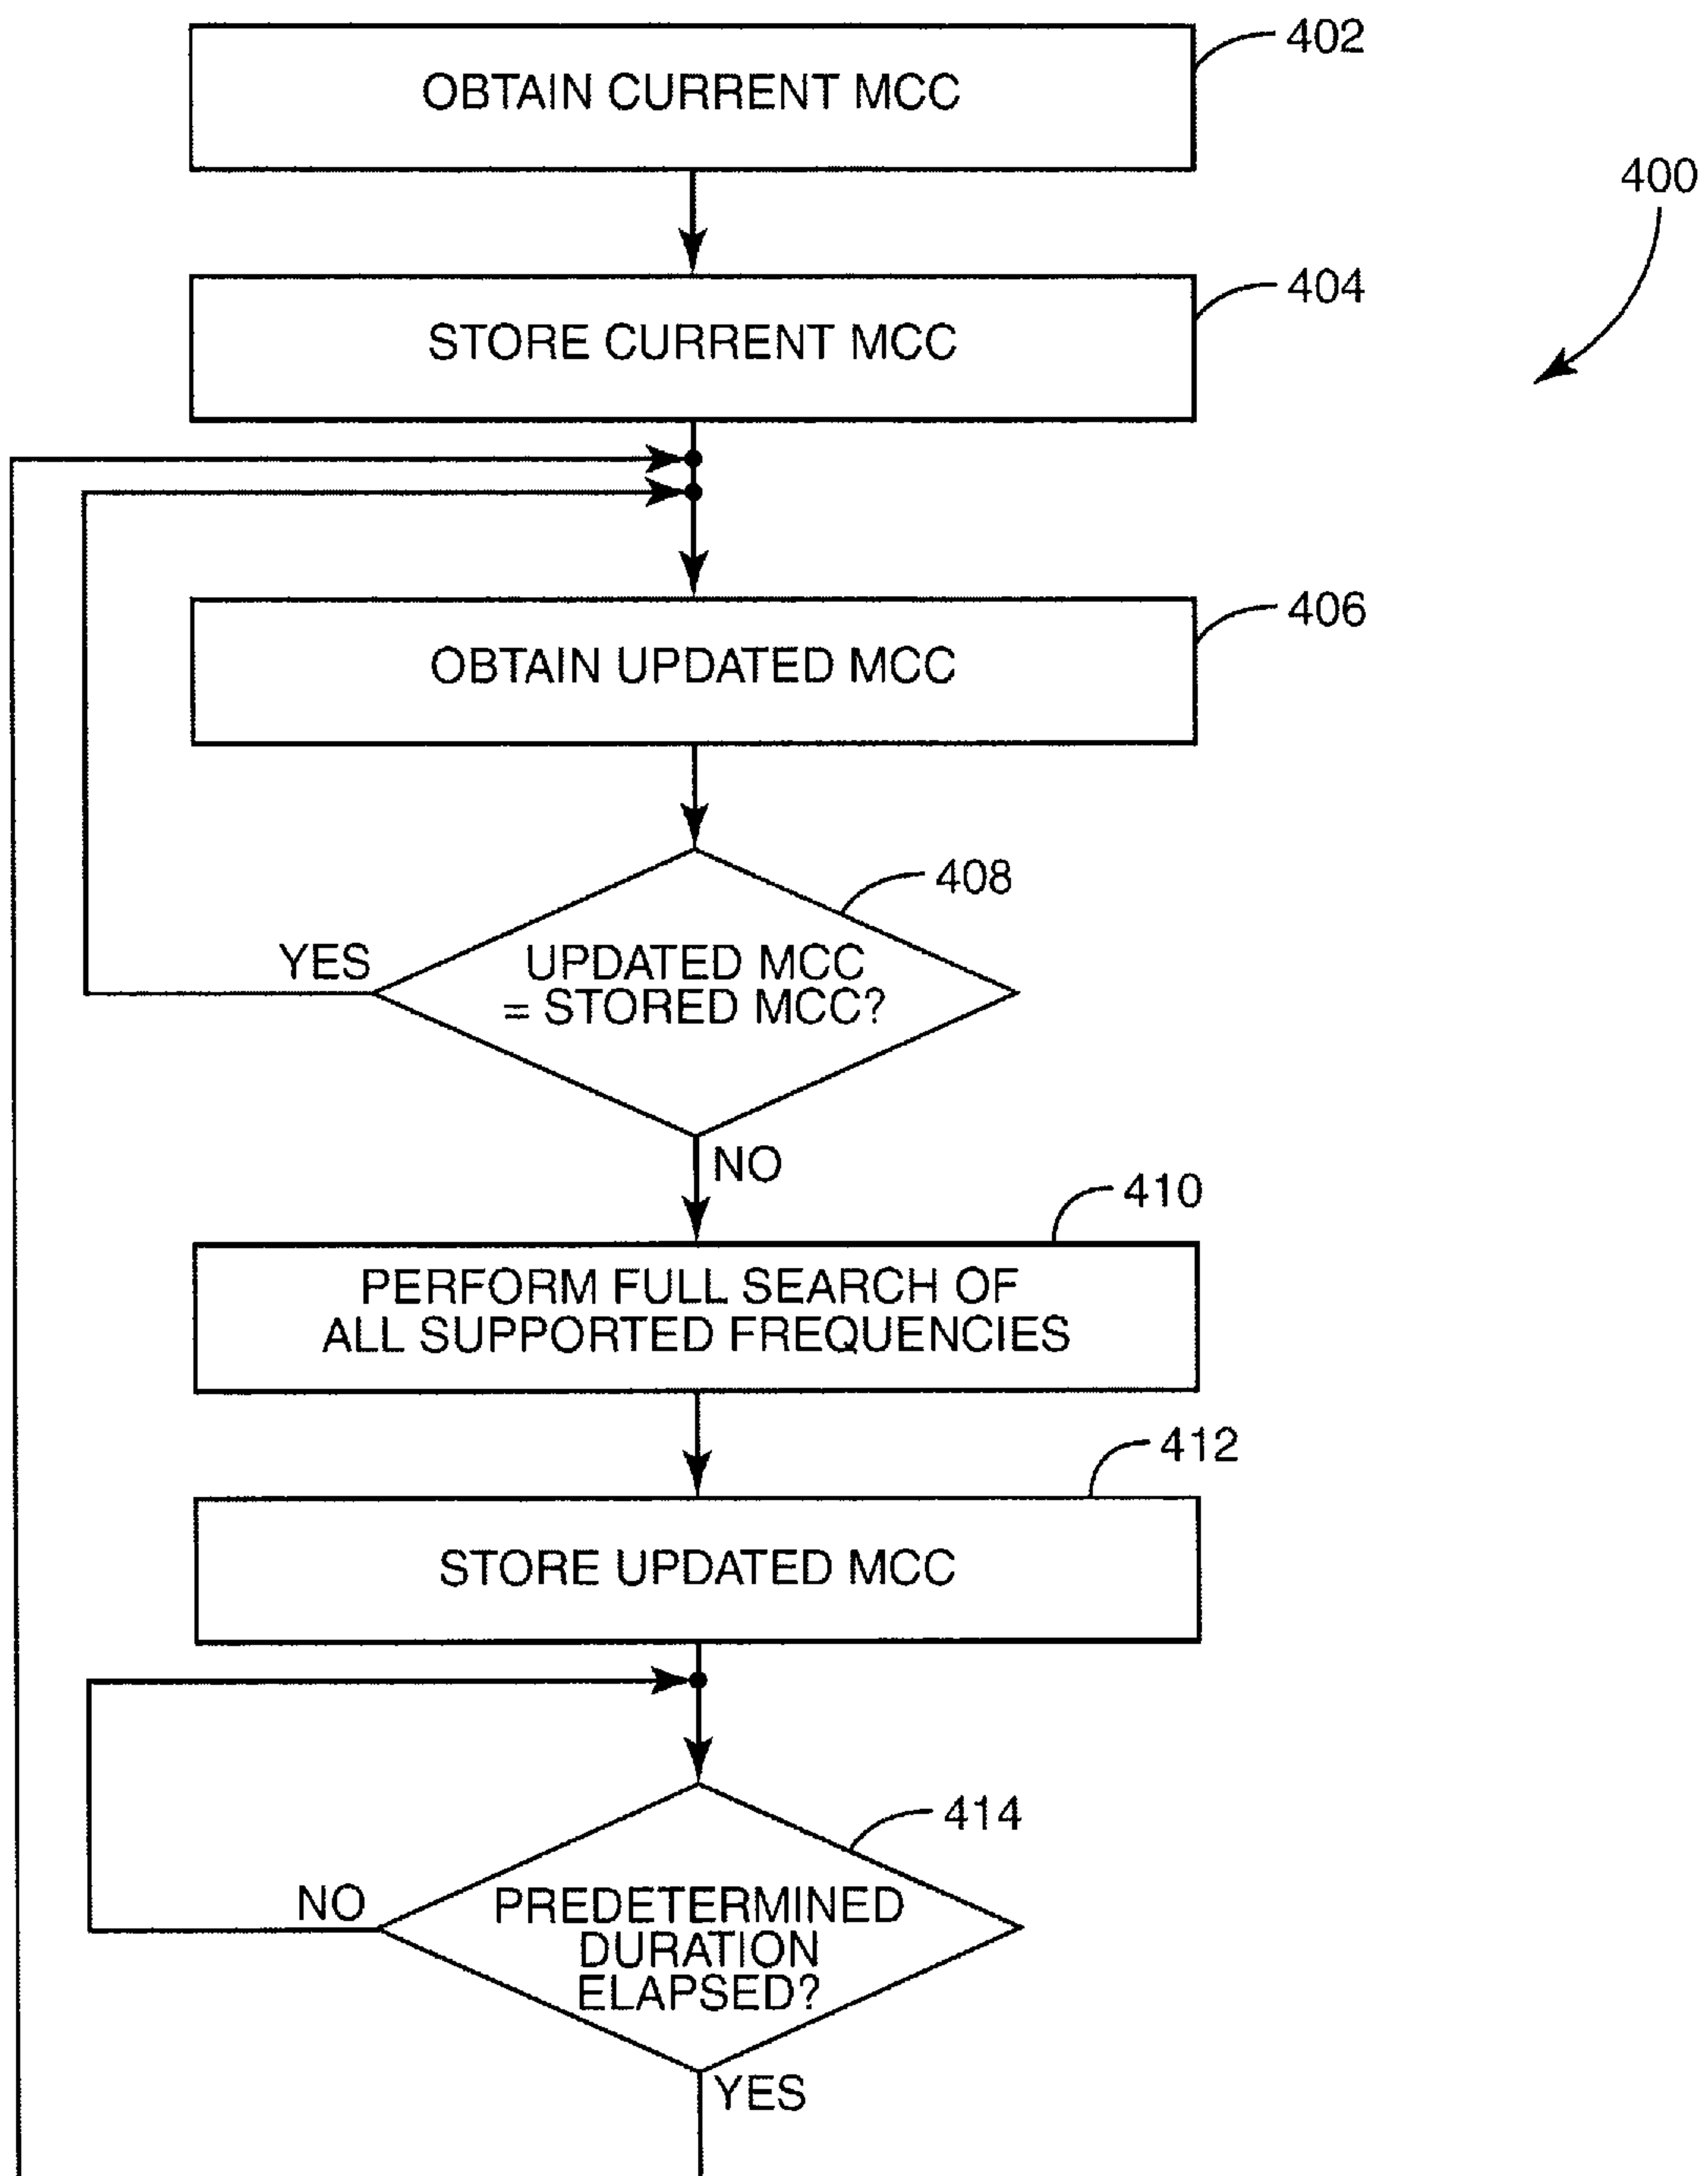 OBTAIN CURRENT MCC
402
400
STORE CURRENT MCC
404
OBTAIN UPDATED MCC
406
408
YES
UPDATED MCC
= STORED MCC?
NO
410
PERFORM FULL SEARCH OF
ALL SUPPORTED FREQUENCIES
412
STORE UPDATED MCC
414
NO
PREDETERMINED
DURATION
ELAPSED?
YES